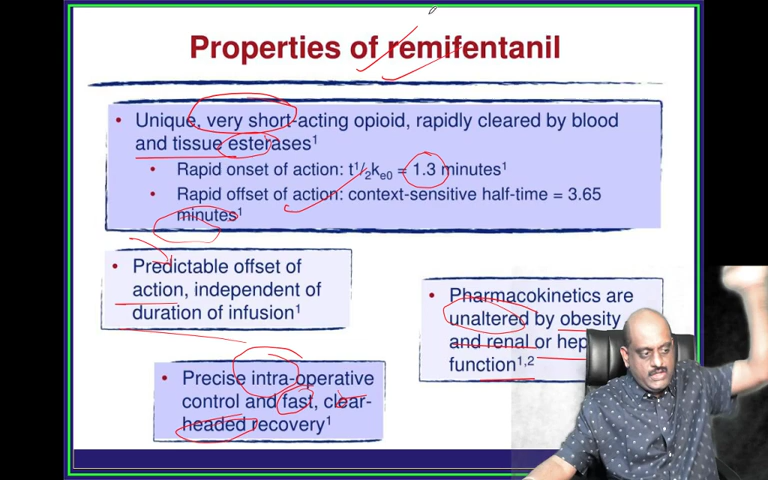 Properties of remifentanil
• Unique, very short-acting opioid, rapidly cleared by blood
and tissue esterases1
• Rapid onset of action: t½ke0 = 1.3 minutes1
• Rapid offset of action: context-sensitive half-time = 3.65
minutes1
• Predictable offset of
action, independent of
duration of infusion1
• Pharmacokinetics are
unaltered by obesity
and renal or hep
function1,2
• Precise intra-operative
control and fast, clear-
headed recovery1